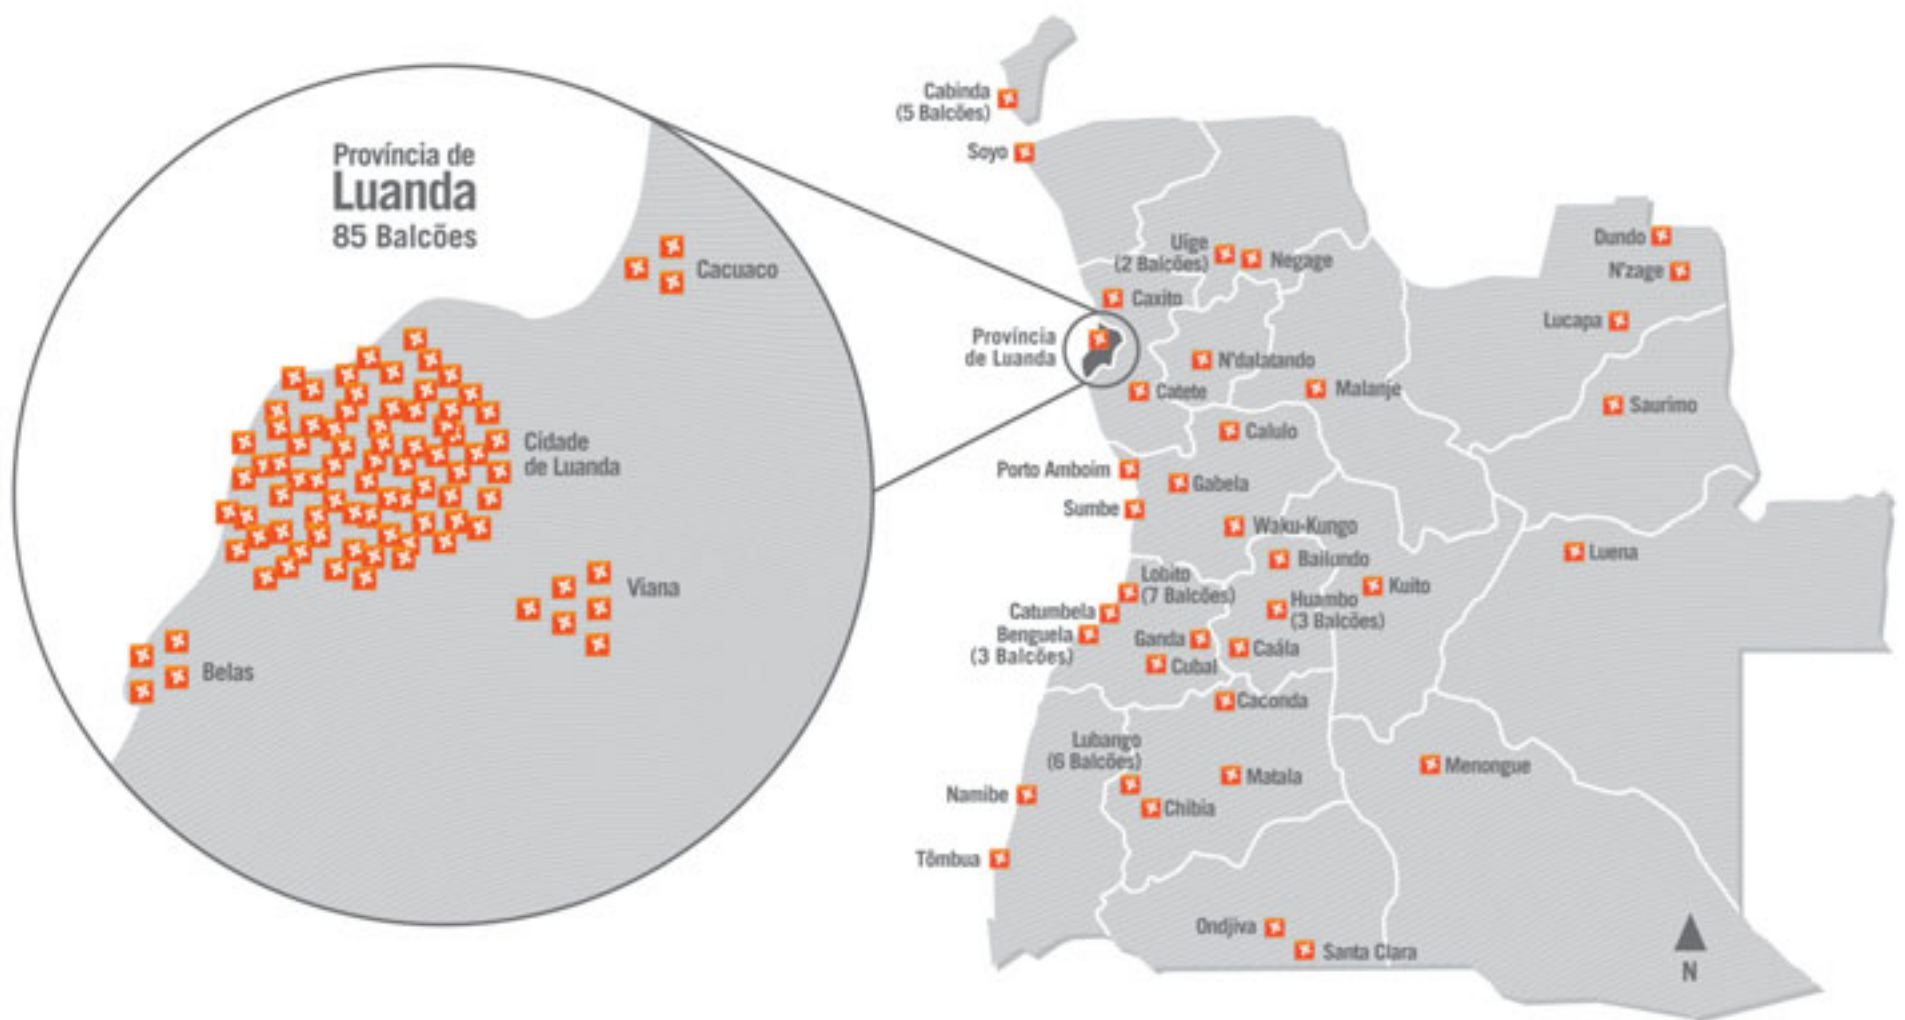 Província de
Luanda
85 Balcões
Cacuaco
Cidade
de Luanda
Viana
Belas
Cabinda
(5 Balcões)
Soyo
Uíge
(2 Balcões)
Negage
Caxito
Província
de Luanda
N'dalatando
Catete
Malanje
Calulo
Dundo
N'zage
Lucapa
Saurimo
Porto Amboim
Gabela
Sumbe
Waku-Kungo
Bailundo
Luena
Lobito
(7 Balcões)
Kuito
Huambo
(3 Balcões)
Catumbela
Benguela
(3 Balcões)
Ganda
Caála
Cubal
Caconda
Lubango
(6 Balcões)
Matala
Menongue
Namibe
Chibia
Tômbua
Ondjiva
Santa Clara
N